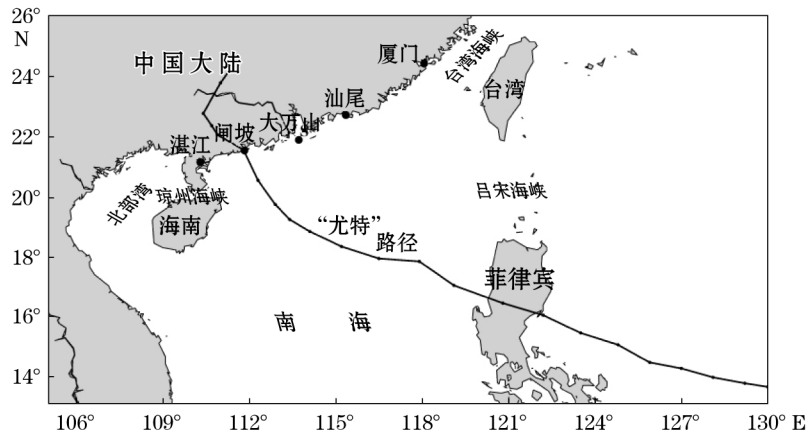 26°
N
24°
22°
20°
18°
16°
14°
中国大陆
厦门
台湾海峡
台湾
汕尾
大万山
闸坡
湛江
北部湾
琼州海峡
海南
吕宋海峡
“尤特”
路径
菲律宾
南海
106°
109°
112°
115°
118°
121°
124°
127°
130° E